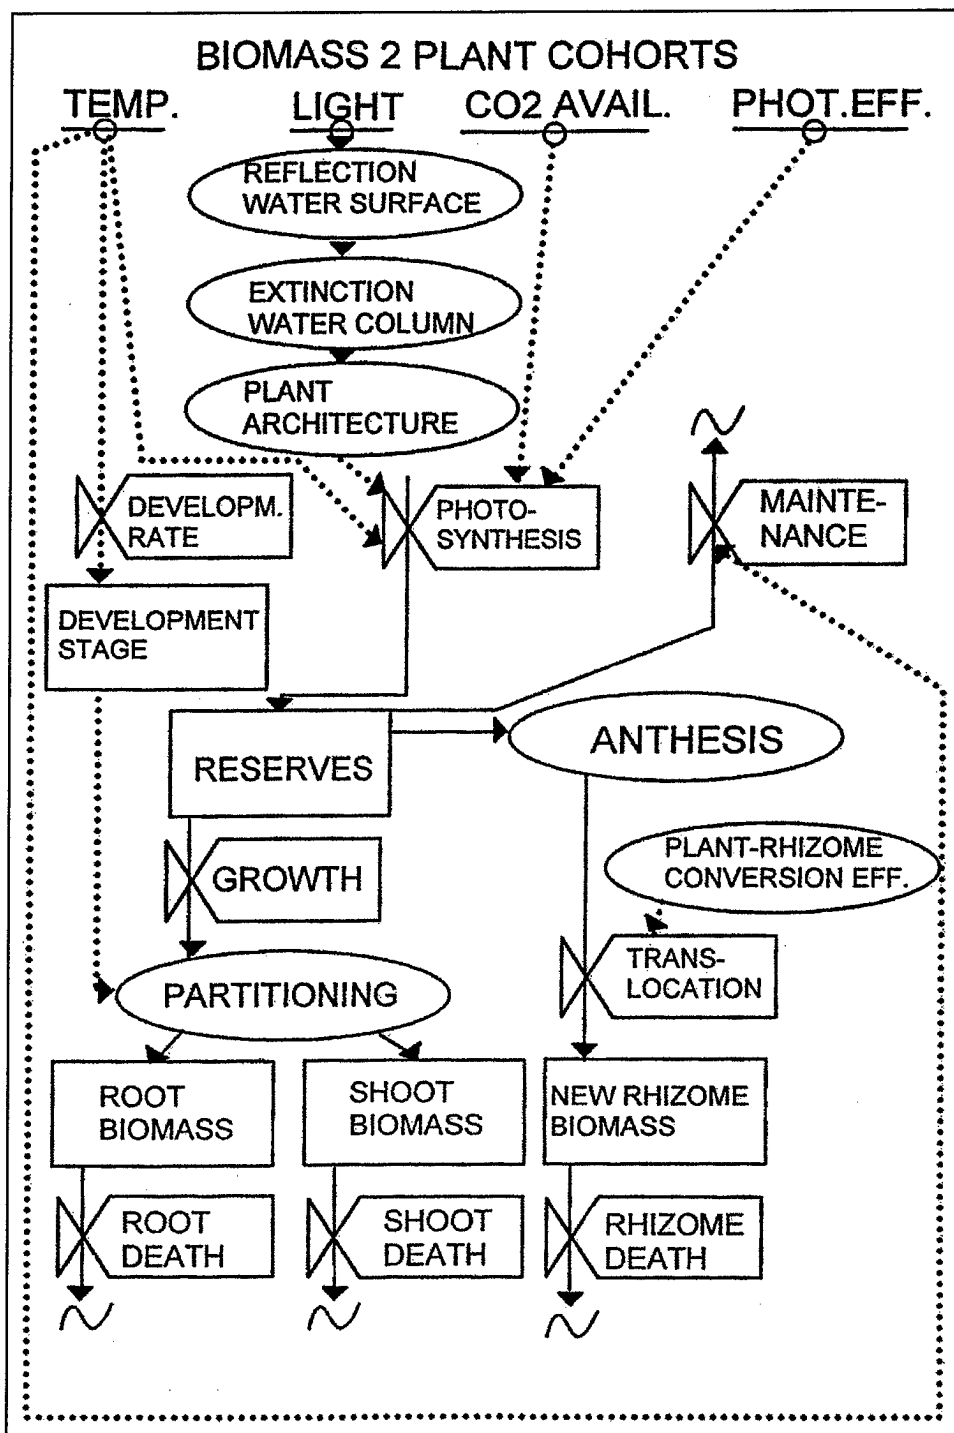 BIOMASS 2 PLANT COHORTS
TEMP.
LIGHT
CO2 AVAIL.
PHOT.EFF.
REFLECTION
WATER SURFACE
EXTINCTION
WATER COLUMN
PLANT
ARCHITECTURE
DEVELOPM.
RATE
PHOTO-
SYNTHESIS
MAINTE-
NANCE
DEVELOPMENT
STAGE
RESERVES
ANTHESIS
GROWTH
PLANT-RHIZOME
CONVERSION EFF.
TRANS-
LOCATION
PARTITIONING
ROOT
BIOMASS
SHOOT
BIOMASS
NEW RHIZOME
BIOMASS
ROOT
DEATH
SHOOT
DEATH
RHIZOME
DEATH